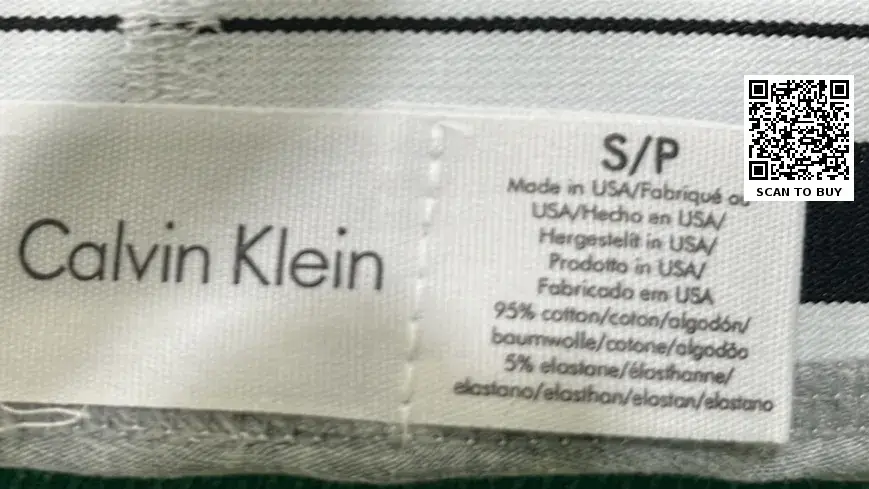 Calvin Klein
S/P
Made in USA/Fabriqué au
USA/Hecho en USA/
Hergestellt in USA/
Prodotto in USA/
Fabricado em USA
95% cotton/coton/algodón/
baumwolle/cotone/algodão
5% elastane/élasthanne/
elastano/elasthan/elastan/elastano
SCAN TO BUY